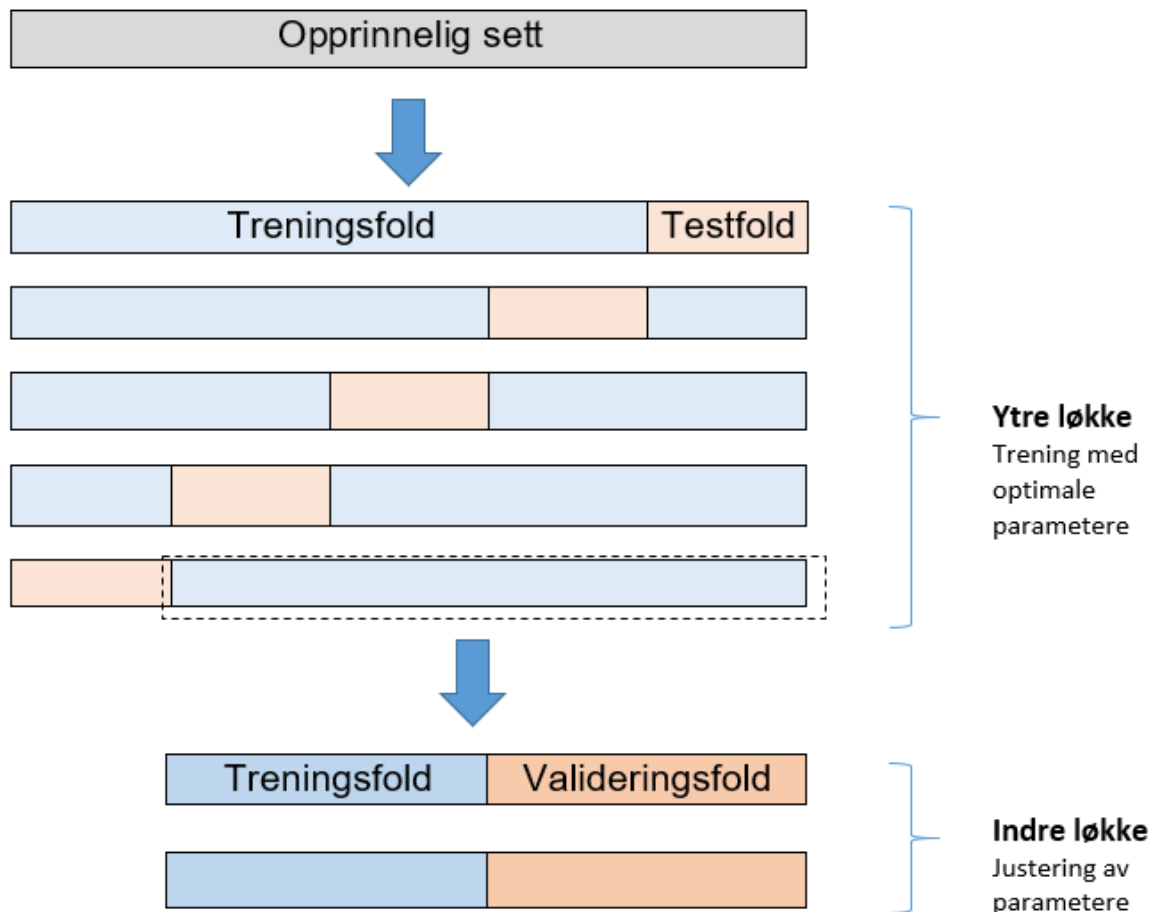 Opprinnelig sett
Treningsfold
Testfold
Ytre løkke
Trening med
optimale
parametere
Treningsfold
Valideringsfold
Indre løkke
Justering av
parametere